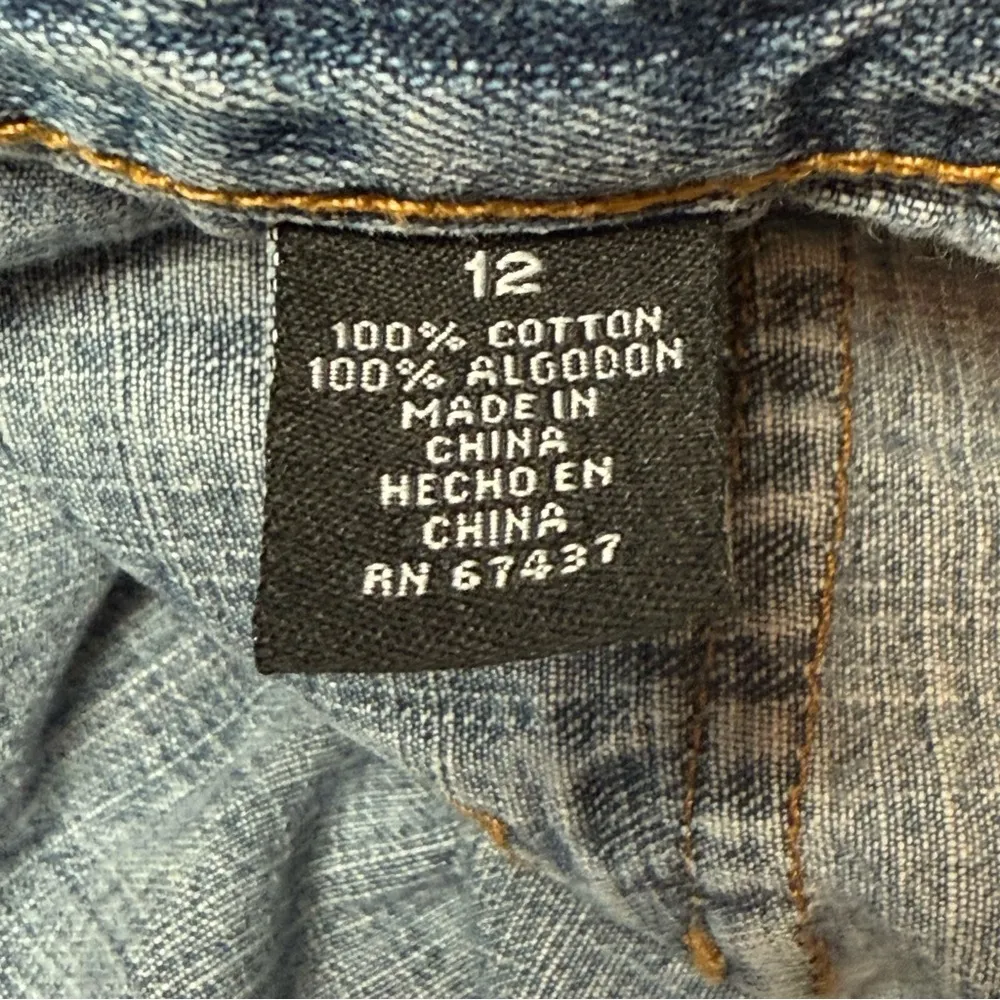 12
100% COTTON
100% ALGODON
MADE IN
CHINA
HECHO EN
CHINA
RN 67437